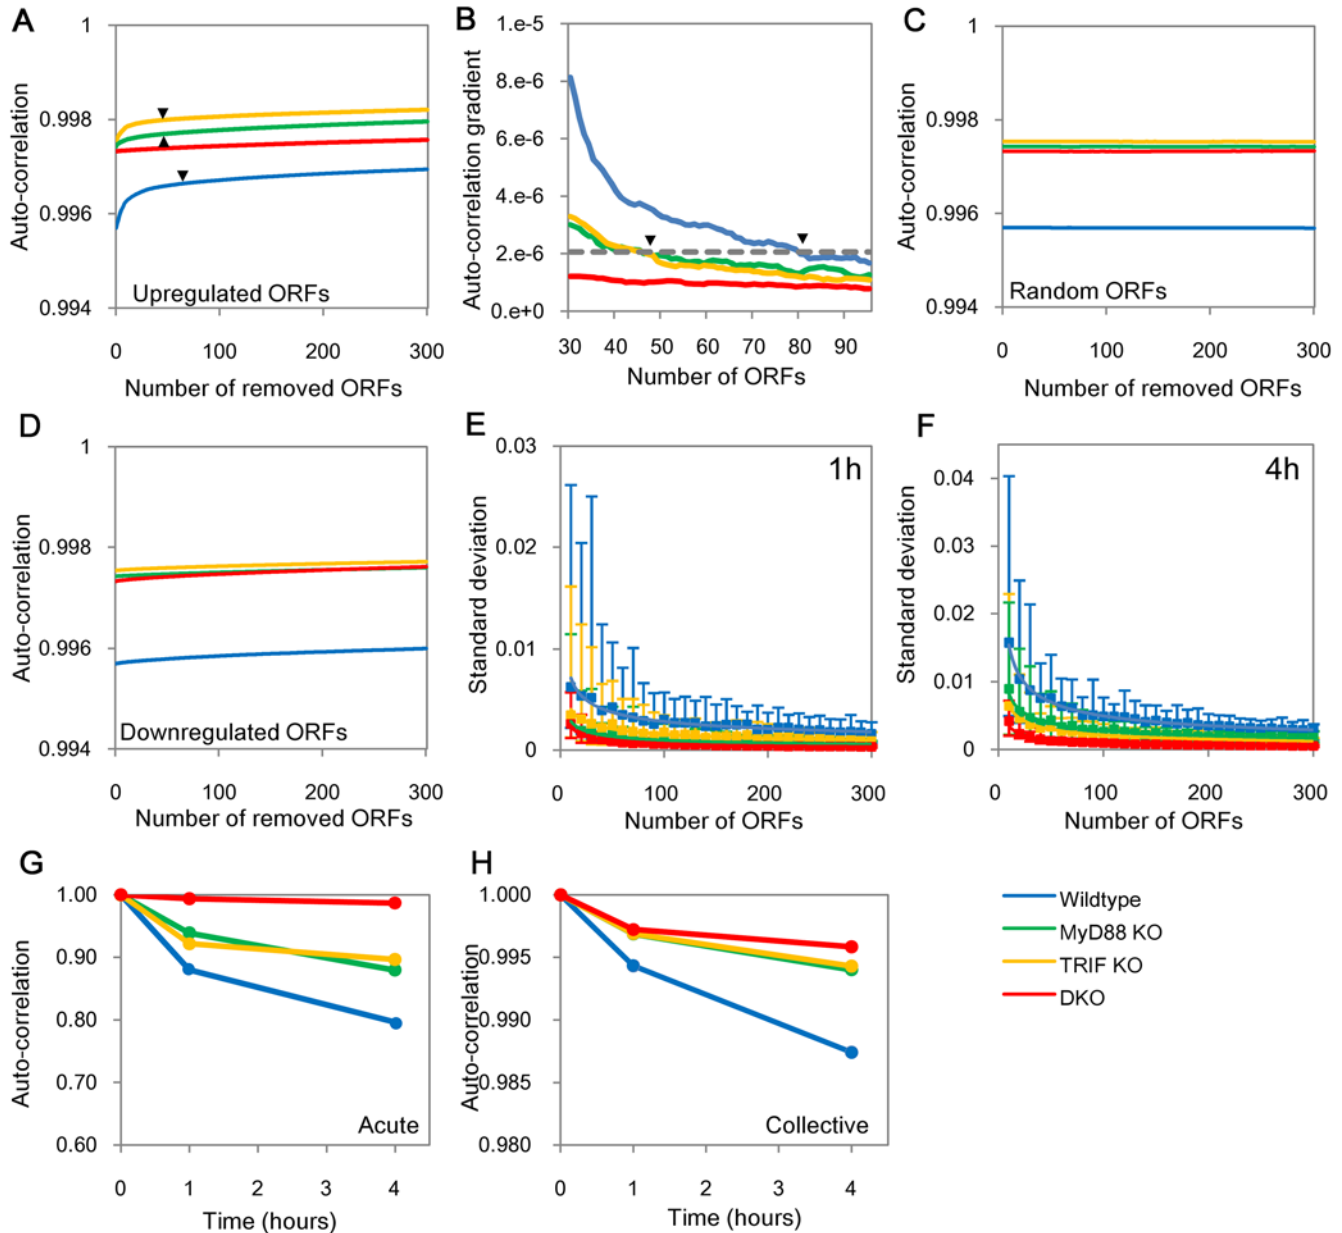 A
Auto-correlation
1
0.998
0.996
0.994
Upregulated ORFs
0 100 200 300
Number of removed ORFs
B
Auto-correlation gradient
1.e-5
8.e-6
6.e-6
4.e-6
2.e-6
0.e+0
30 40 50 60 70 80 90
Number of ORFs
C
Auto-correlation
1
0.998
0.996
0.994
Random ORFs
0 100 200 300
Number of removed ORFs
D
Auto-correlation
1
0.998
0.996
0.994
Downregulated ORFs
0 100 200 300
Number of removed ORFs
E
Standard deviation
0.03
0.02
0.01
0
1h
0 100 200 300
Number of ORFs
F
Standard deviation
0.04
0.03
0.02
0.01
0
4h
0 100 200 300
Number of ORFs
G
Auto-correlation
1.00
0.90
0.80
0.70
0.60
Acute
0 1 2 3 4
Time (hours)
H
Auto-correlation
1.000
0.995
0.990
0.985
0.980
Collective
0 1 2 3 4
Time (hours)
Wildtype
MyD88 KO
TRIF KO
DKO